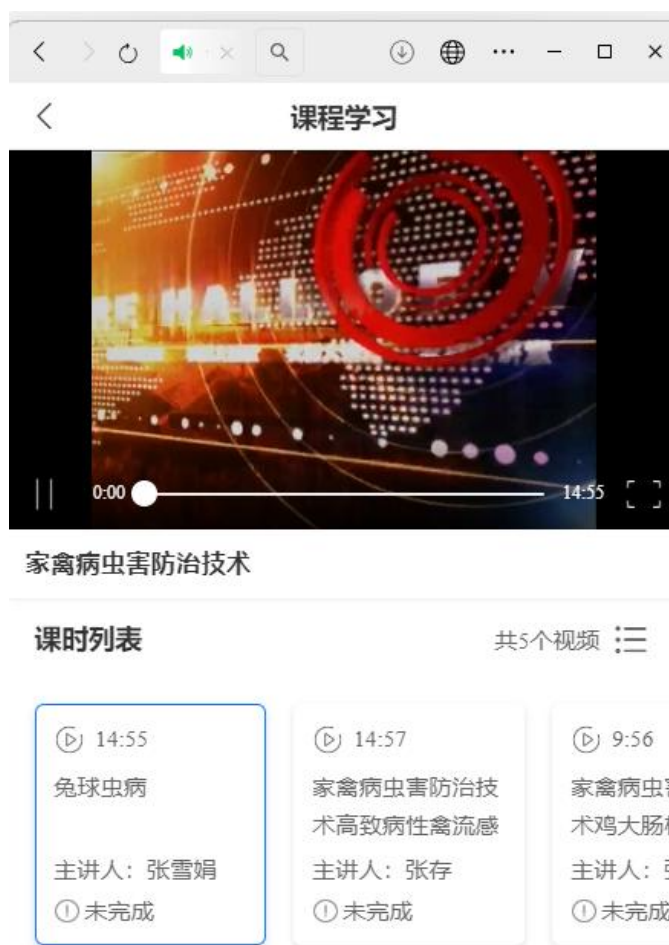 课程学习
0:00
14:55
家禽病虫害防治技术
课时列表
共5个视频
14:55
兔球虫病
主讲人：张雪娟
未完成
14:57
家禽病虫害防治技
术高致病性禽流感
主讲人：张存
未完成
9:56
家禽病虫
术鸡大肠
主讲人：
未完成